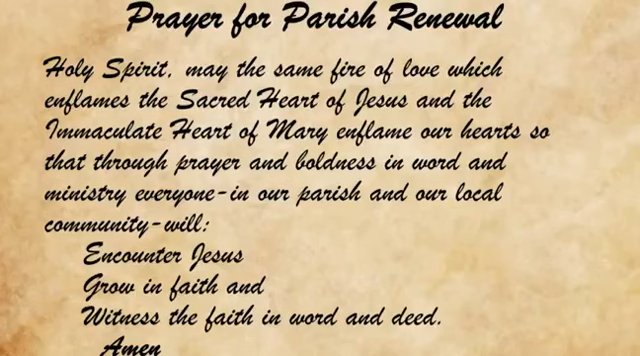 Prayer for Parish Renewal
Holy Spirit, may the same fire of love which
enflames the Sacred Heart of Jesus and the
Immaculate Heart of Mary enflame our hearts so
that through prayer and boldness in word and
ministry everyone-in our parish and our local
community-will:
Encounter Jesus
Grow in faith and
Witness the faith in word and deed.
Amen